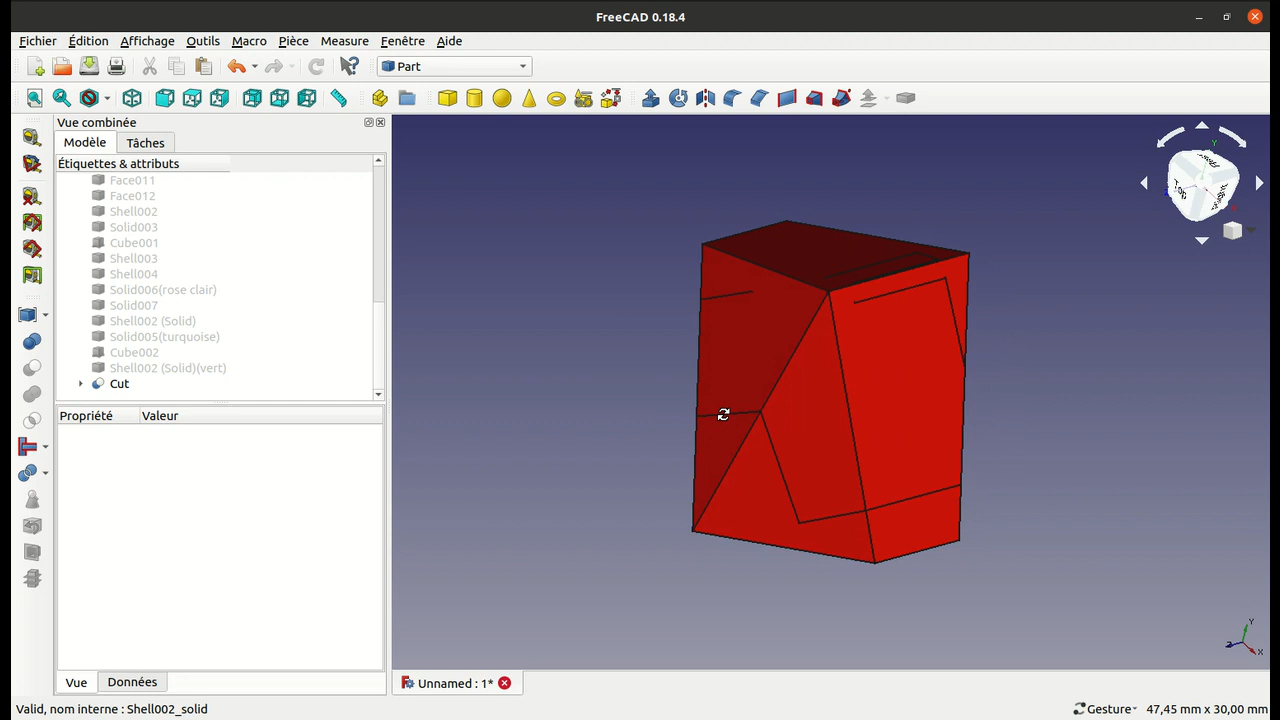 FreeCAD 0.18.4
Fichier Édition Affichage Outils Macro Pièce Measure Fenêtre Aide
Part
Vue combinée
Modèle Tâches
Étiquettes & attributs
Face011
Face012
Shell002
Solid003
Cube001
Shell003
Shell004
Solid006(rose clair)
Solid007
Shell002 (Solid)
Solid005(turquoise)
Cube002
Shell002 (Solid)(vert)
Cut
Propriété Valeur
Y
Top
Vue Données
Unnamed : 1*
Y
Z
X
Valid, nom interne : Shell002_solid
Gesture 47,45 mm x 30,00 mm